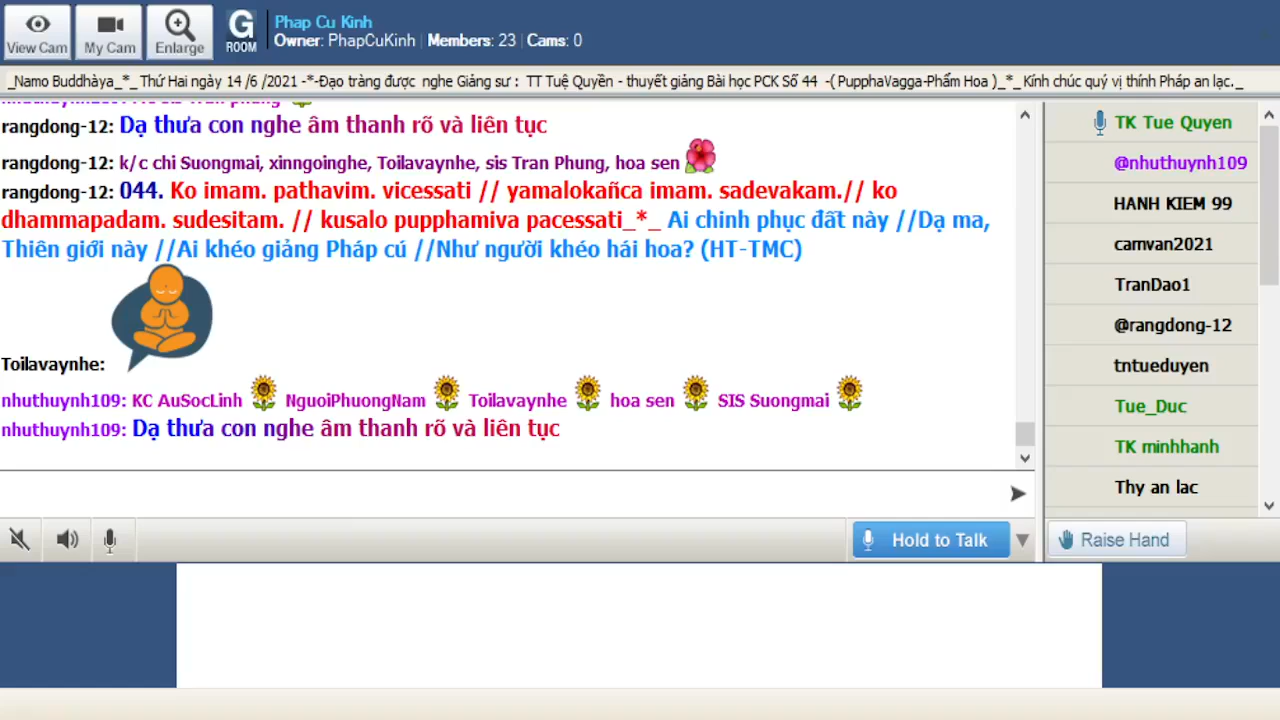 View Cam
My Cam
Enlarge
G
ROOM
Phap Cu Kinh
Owner: PhapCuKinh | Members: 23 | Cams: 0
_Namo Buddhàya_*_ Thứ Hai ngày 14 /6 /2021 -*-Đạo tràng được nghe Giảng sư : TT Tuệ Quyền - thuyết giảng Bài học PCK Số 44 -( PupphaVagga-Phẩm Hoa )_*_ Kính chúc quý vị thính Pháp an lạc._
rangdong-12: Dạ thưa con nghe âm thanh rõ và liên tục
rangdong-12: k/c chi Suongmai, xinngoinghe, Toilavaynhe, sis Tran Phung, hoa sen
rangdong-12: 044. Ko imam. pathavim. vicessati // yamalokañca imam. sadevakam.// ko
dhammapadam. sudesitam. // kusalo pupphamiva pacessati_*_ Ai chinh phục đất này //Dạ ma,
Thiên giới này //Ai khéo giảng Pháp cú //Như người khéo hái hoa? (HT-TMC)
Toilavaynhe:
nhuthuynh109: KC AuSocLinh NguoiPhuongNam Toilavaynhe hoa sen SIS Suongmai
nhuthuynh109: Dạ thưa con nghe âm thanh rõ và liên tục
TK Tue Quyen
@nhuthuynh109
HANH KIEM 99
camvan2021
TranDao1
@rangdong-12
tntueduyen
Tue_Duc
TK minhhanh
Thy an lac
Hold to Talk
Raise Hand